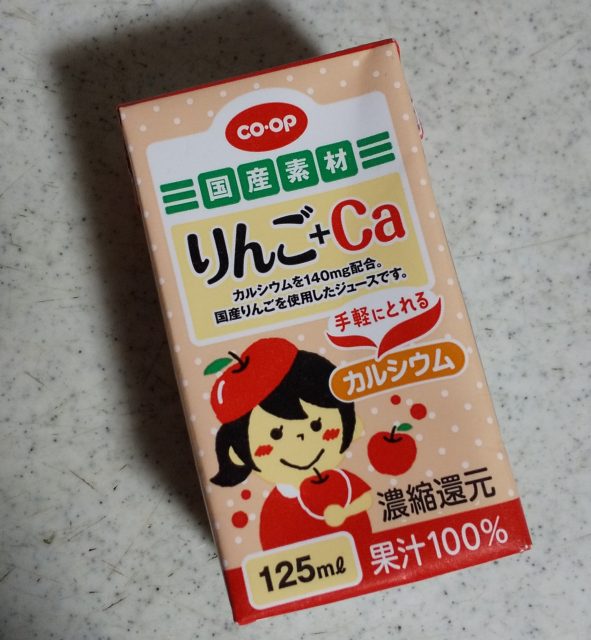 CO·OP
国産素材
りんご+Ca
カルシウムを140mg配合。
国産りんごを使用したジュースです。
手軽にとれる
カルシウム
濃縮還元
果汁100%
125mℓ